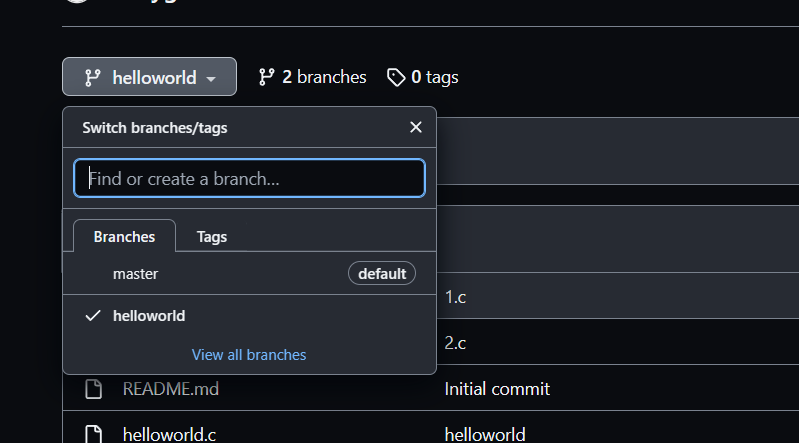 helloworld
2 branches
0 tags
Switch branches/tags
Find or create a branch...
Branches
Tags
master
default
helloworld
View all branches
1.c
2.c
README.md
Initial commit
helloworld.c
helloworld